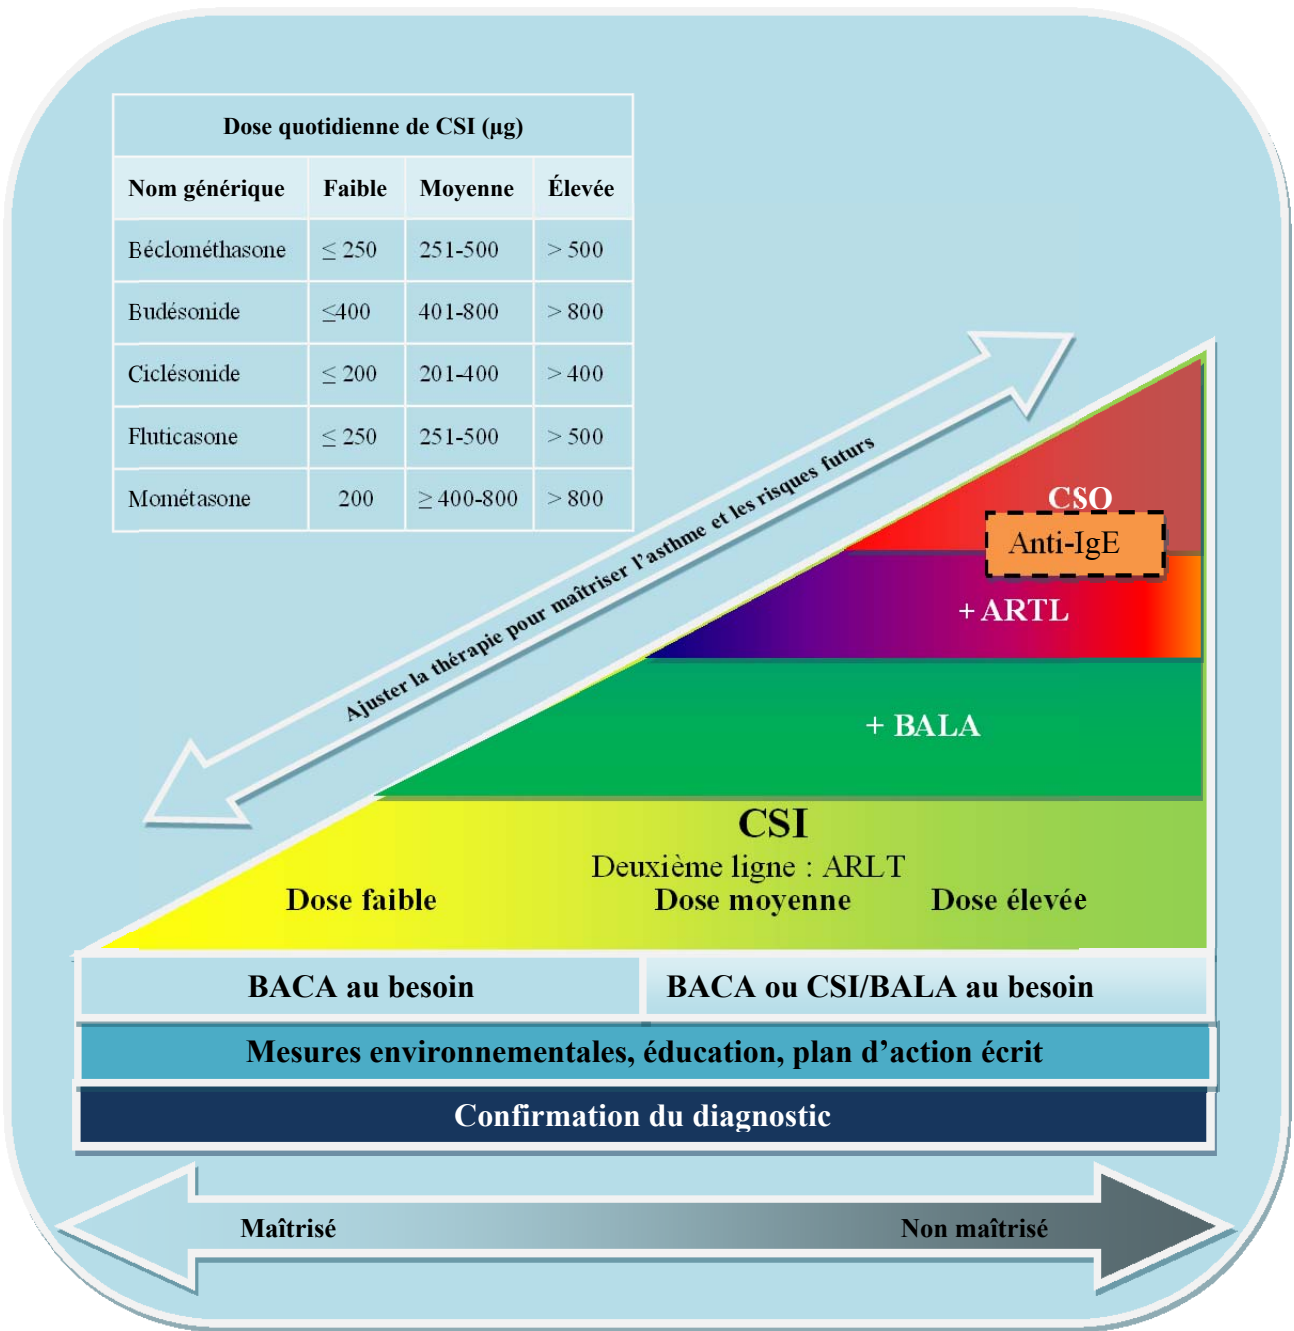 Dose quotidienne de CSI (µg)
Nom générique Faible Moyenne Élevée
Béclométhasone ≤ 250 251-500 > 500
Budésonide ≤400 401-800 > 800
Ciclésonide ≤ 200 201-400 > 400
Fluticasone ≤ 250 251-500 > 500
Mométasone 200 ≥ 400-800 > 800
Ajuster la thérapie pour maîtriser l’asthme et les risques futurs
CSO
Anti-IgE
+ ARTL
+ BALA
CSI
Deuxième ligne : ARLT
Dose faible Dose moyenne Dose élevée
BACA au besoin BACA ou CSI/BALA au besoin
Mesures environnementales, éducation, plan d’action écrit
Confirmation du diagnostic
Maîtrisé Non maîtrisé